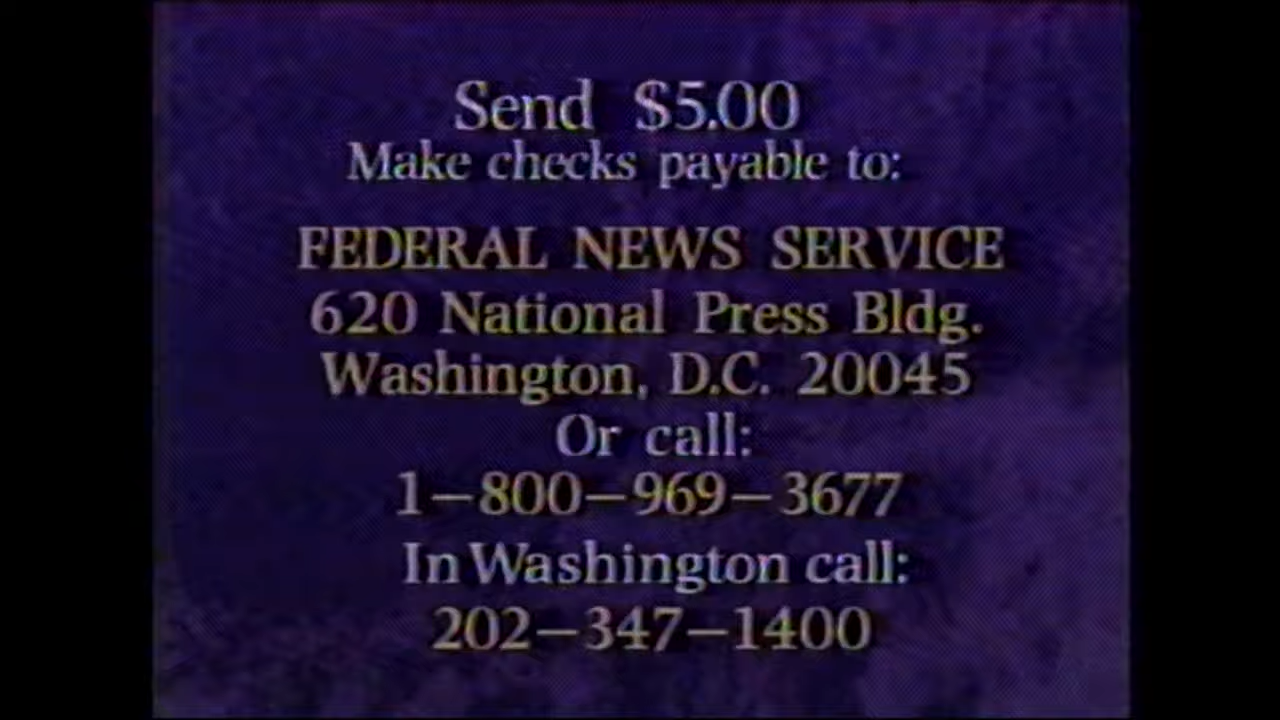 Send $5.00
Make checks payable to:
FEDERAL NEWS SERVICE
620 National Press Bldg.
Washington, D.C. 20045
Or call:
1–800–969–3677
In Washington call:
202–347–1400